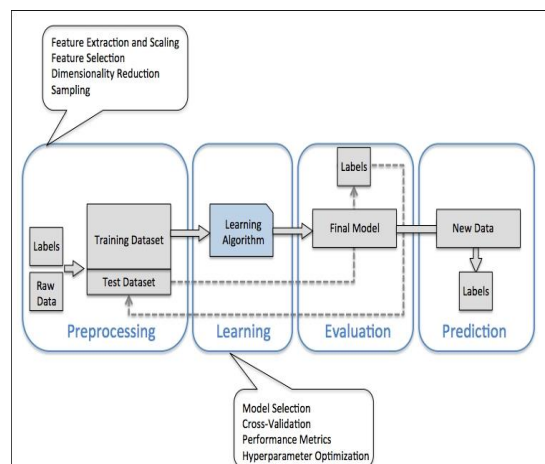 Feature Extraction and Scaling
Feature Selection
Dimensionality Reduction
Sampling
Labels
Raw
Data
Training Dataset
Test Dataset
Preprocessing
Learning
Algorithm
Learning
Labels
Final Model
Evaluation
New Data
Labels
Prediction
Model Selection
Cross-Validation
Performance Metrics
Hyperparameter Optimization